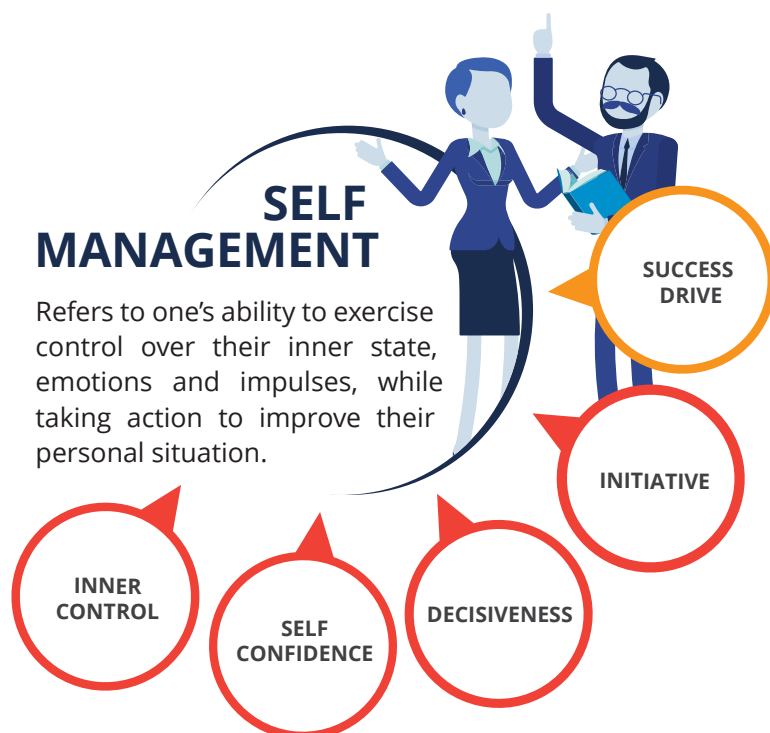 SELF
MANAGEMENT
Refers to one’s ability to exercise
control over their inner state,
emotions and impulses, while
taking action to improve their
personal situation.
SUCCESS
DRIVE
INITIATIVE
DECISIVENESS
SELF
CONFIDENCE
INNER
CONTROL